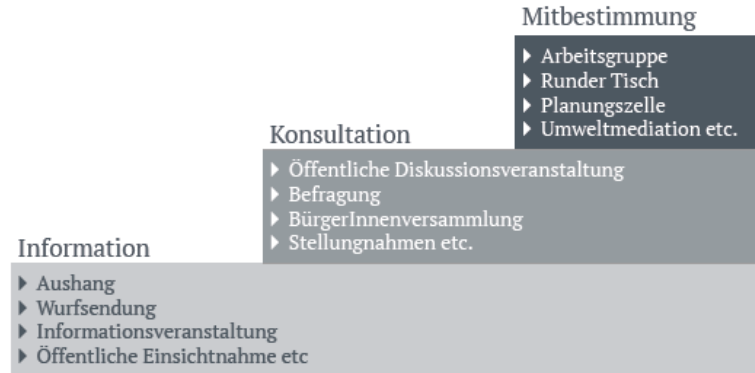 Mitbestimmung
Arbeitsgruppe
Runder Tisch
Planungszelle
Umweltmediation etc.
Konsultation
Öffentliche Diskussionsveranstaltung
Befragung
BürgerInnenversammlung
Stellungnahmen etc.
Information
Aushang
Wurfsendung
Informationsveranstaltung
Öffentliche Einsichtnahme etc